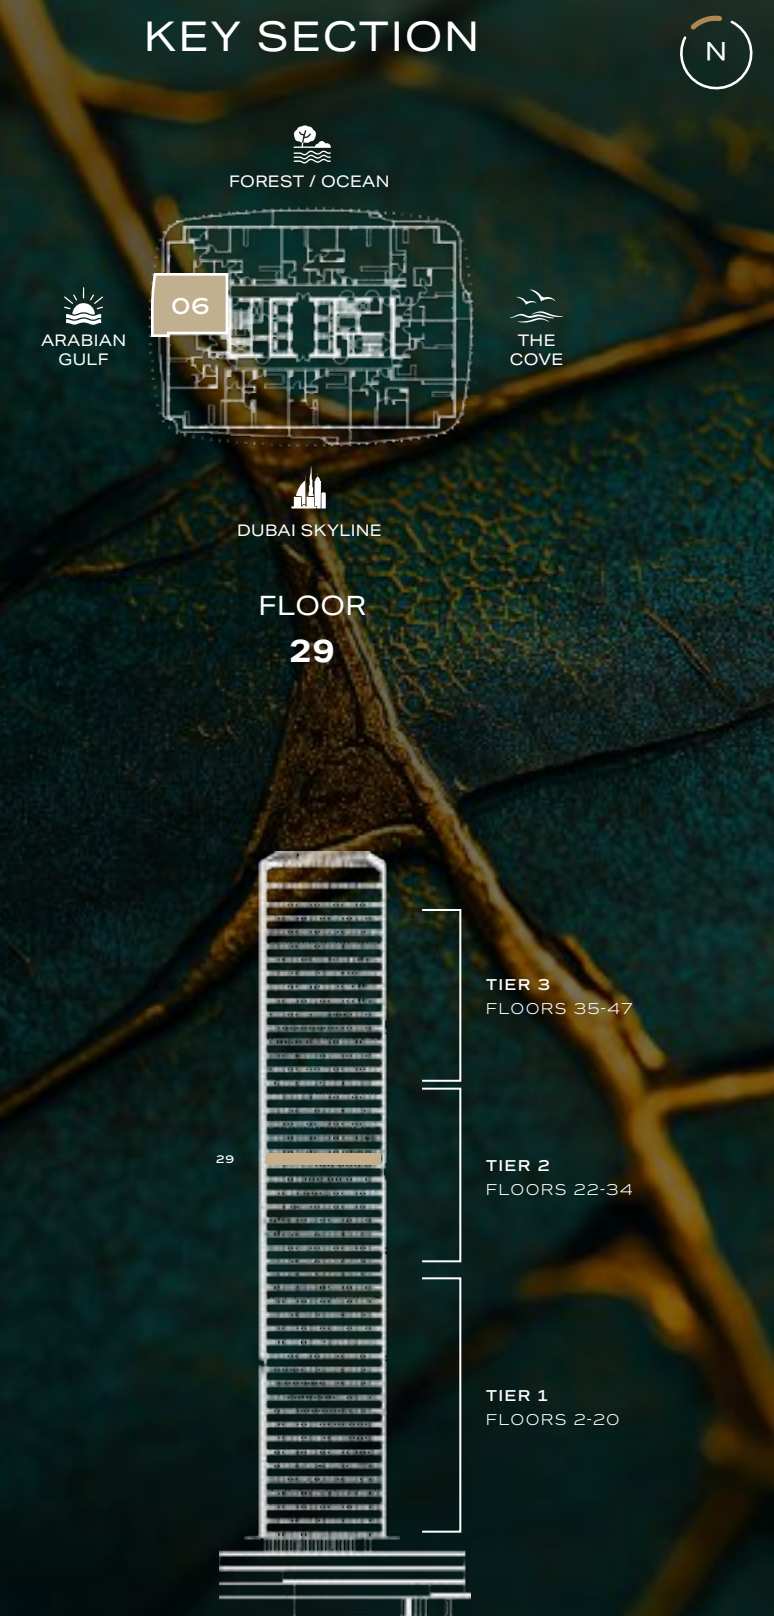 KEY SECTION
N
FOREST / OCEAN
06
ARABIAN
GULF
THE
COVE
DUBAI SKYLINE
FLOOR
29
TIER 3
FLOORS 35-47
29
TIER 2
FLOORS 22-34
TIER 1
FLOORS 2-20